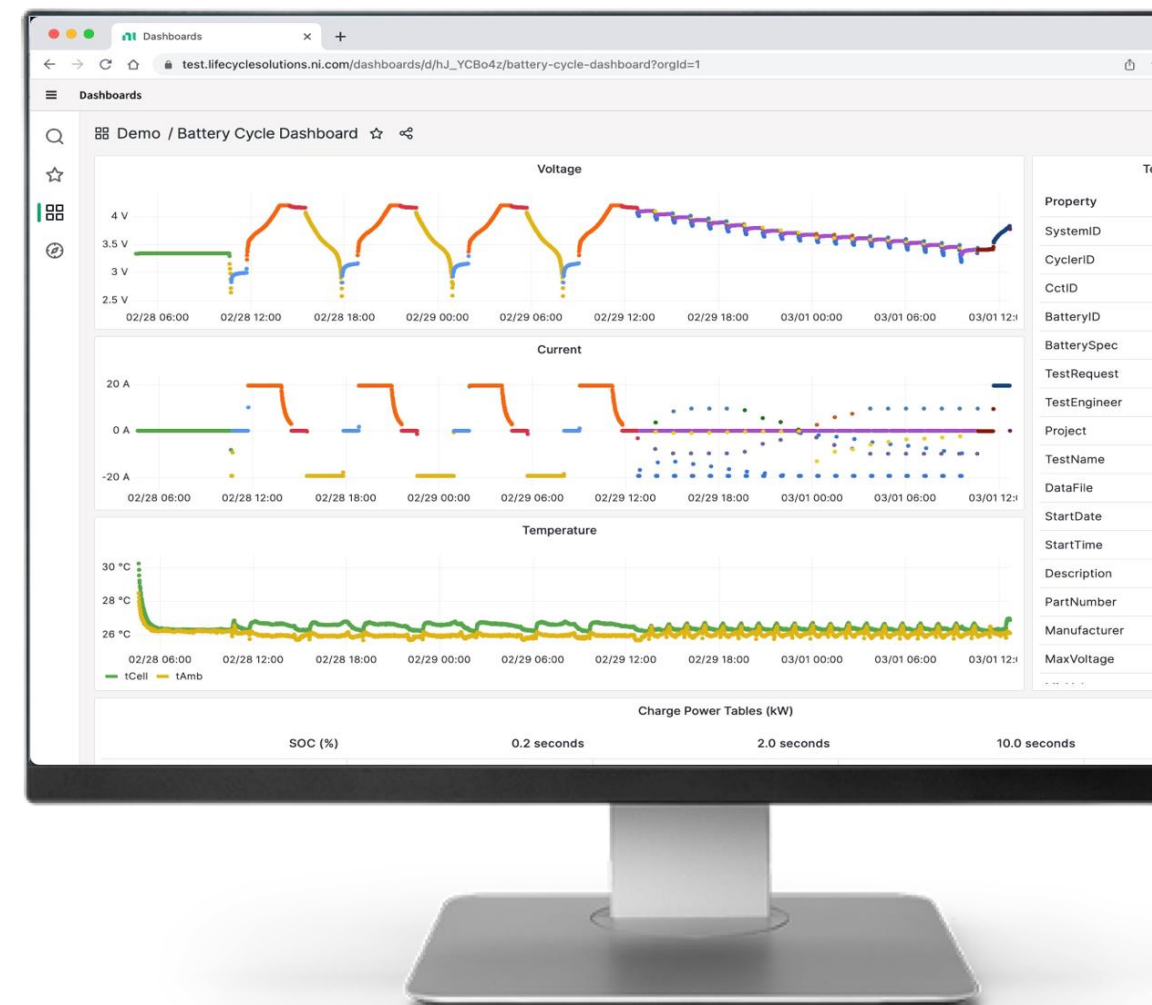 Dashboards
test.lifecyclesolutions.ni.com/dashboards/d/hJ_YCBo4z/battery-cycle-dashboard?orgId=1
Dashboards
Demo / Battery Cycle Dashboard
Voltage
4 V
3.5 V
3 V
2.5 V
02/28 06:00 02/28 12:00 02/28 18:00 02/29 00:00 02/29 06:00 02/29 12:00 02/29 18:00 03/01 00:00 03/01 06:00 03/01 12:
Current
20 A
0 A
-20 A
02/28 06:00 02/28 12:00 02/28 18:00 02/29 00:00 02/29 06:00 02/29 12:00 02/29 18:00 03/01 00:00 03/01 06:00 03/01 12:
Temperature
30 °C
28 °C
26 °C
02/28 06:00 02/28 12:00 02/28 18:00 02/29 00:00 02/29 06:00 02/29 12:00 02/29 18:00 03/01 00:00 03/01 06:00 03/01 12:
tCell tAmb
Property
SystemID
CyclerID
CctID
BatteryID
BatterySpec
TestRequest
TestEngineer
Project
TestName
DataFile
StartDate
StartTime
Description
PartNumber
Manufacturer
MaxVoltage
Charge Power Tables (kW)
SOC (%) 0.2 seconds 2.0 seconds 10.0 seconds